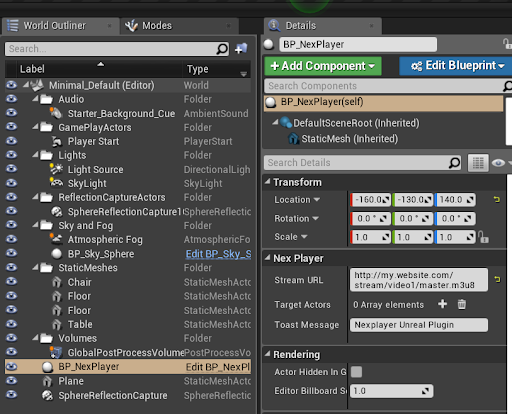 World Outliner
Modes
Search...
Label
Type
Minimal_Default (Editor)
World
Audio
Folder
Starter_Background_Cue
AmbientSound
GamePlayActors
Folder
Player Start
PlayerStart
Lights
Folder
Light Source
DirectionalLigh
SkyLight
SkyLight
ReflectionCaptureActors
Folder
SphereReflectionCapture1
SphereReflecti
Sky and Fog
Folder
Atmospheric Fog
AtmosphericFo
BP_Sky_Sphere
Edit BP_Sky_S
StaticMeshes
Folder
Chair
StaticMeshActo
Floor
StaticMeshActo
Floor
StaticMeshActo
Table
StaticMeshActo
Volumes
Folder
GlobalPostProcessVolume
PostProcessVo
BP_NexPlayer
Edit BP_NexPl
Plane
StaticMeshActo
SphereReflectionCapture
SphereReflecti
Details
BP_NexPlayer
+ Add Component
Edit Blueprint
Search Components
BP_NexPlayer(self)
DefaultSceneRoot (Inherited)
StaticMesh (Inherited)
Search Details
Transform
Location
-160.0
-130.0
140.0
Rotation
0.0 °
0.0 °
0.0 °
Scale
1.0
1.0
1.0
Nex Player
Stream URL
http://my.website.com/
stream/video1/master.m3u8
Target Actors
0 Array elements
Toast Message
Nexplayer Unreal Plugin
Rendering
Actor Hidden In G
Editor Billboard S
1.0